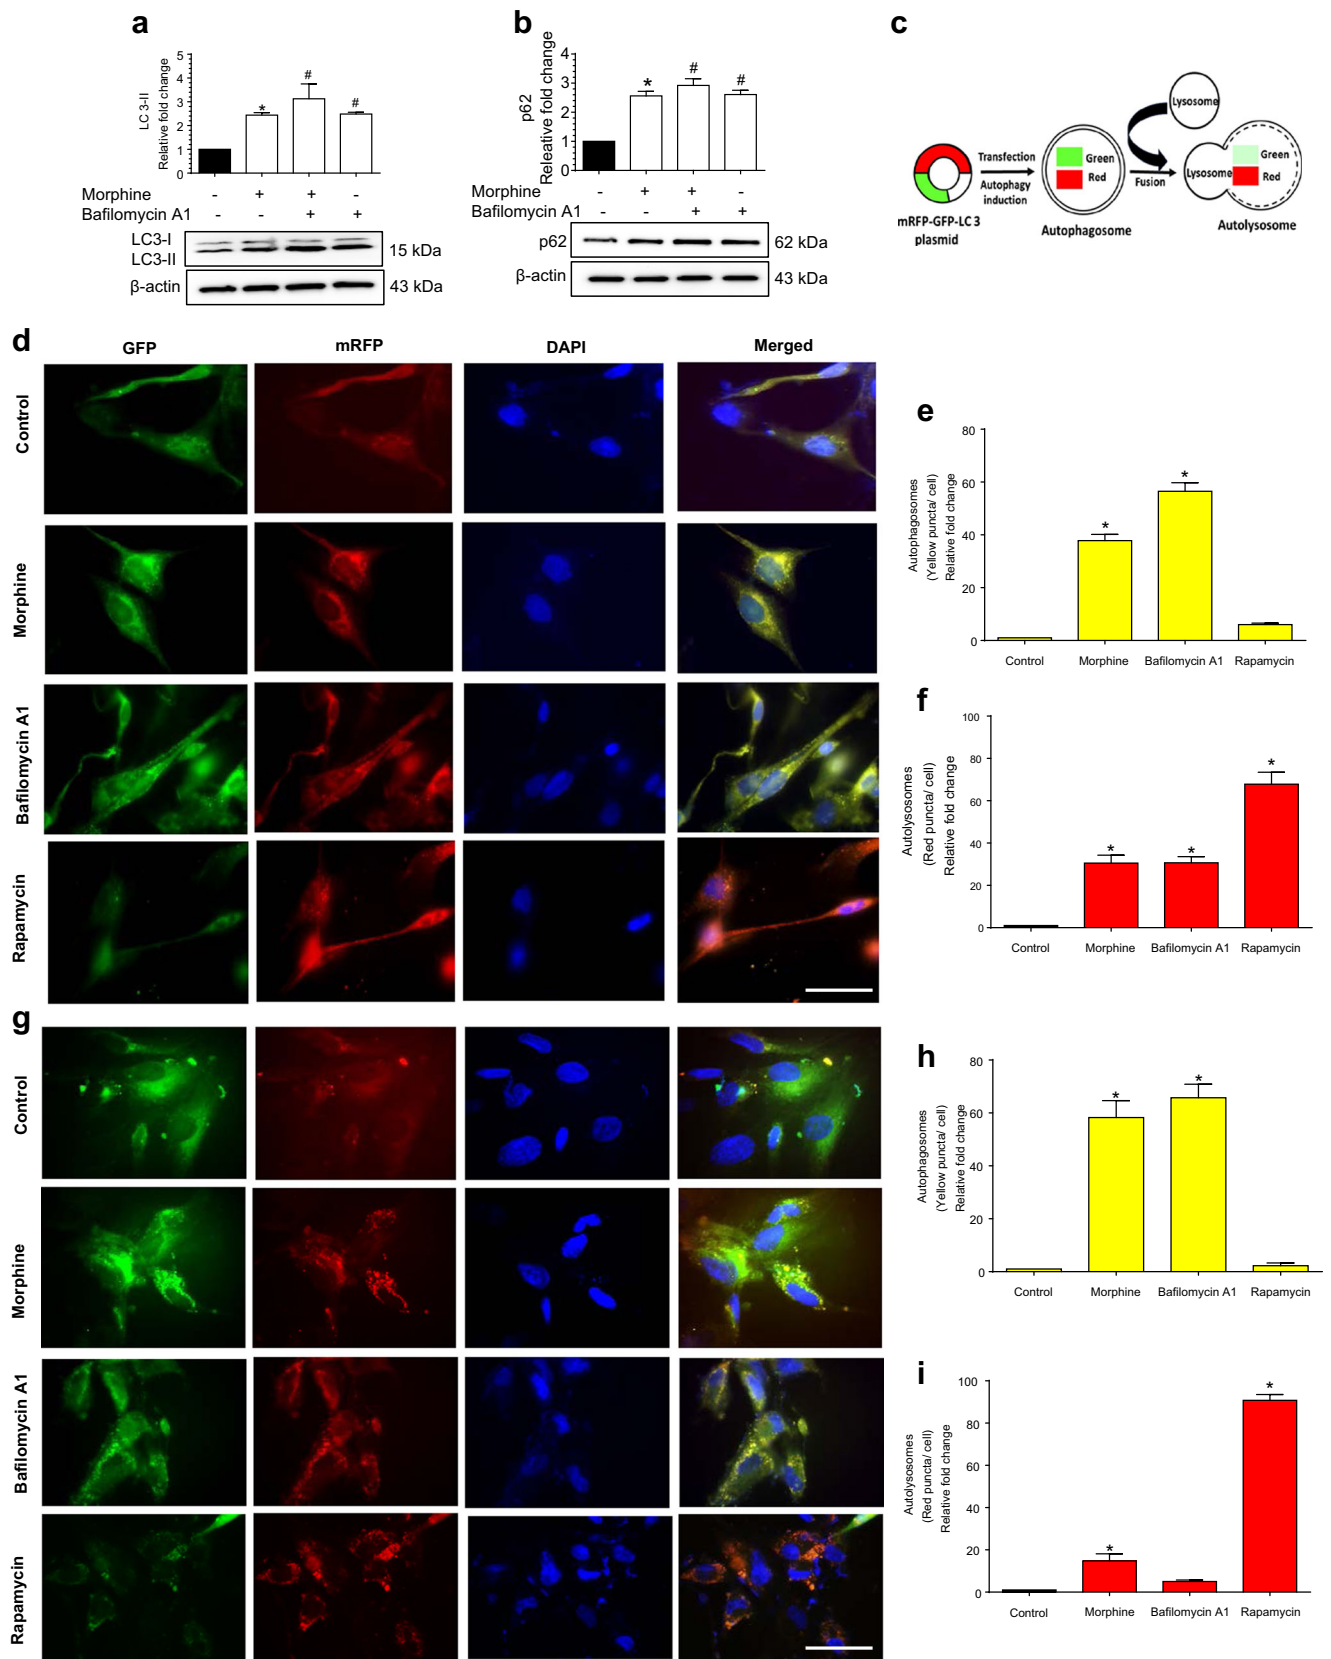 a
LC 3-II
Relative fold change
5
4
3
2
1
0
*
#
#
Morphine - + + -
Bafilomycin A1 - - + +
LC3-I
LC3-II
15 kDa
β-actin
43 kDa
b
p62
Releative fold change
4
3
2
1
0
*
#
#
Morphine - + + -
Bafilomycin A1 - - + +
p62
62 kDa
β-actin
43 kDa
c
Lysosome
Transfection
Autophagy
induction
Green
Red
Fusion
Lysosome
Green
Red
mRFP-GFP-LC 3
plasmid
Autophagosome
Autolysosome
d
GFP mRFP DAPI Merged
Control
Morphine
Bafilomycin A1
Rapamycin
e
Autophagosomes
(Yellow puncta/ cell)
Relative fold change
80
60
40
20
0
*
*
Control Morphine Bafilomycin A1 Rapamycin
f
Autolysosomes
(Red puncta/ cell)
Relative fold change
100
80
60
40
20
0
*
*
*
Control Morphine Bafilomycin A1 Rapamycin
g
Control
Morphine
Bafilomycin A1
Rapamycin
h
Autophagosomes
(Yellow puncta/ cell)
Relative fold change
80
60
40
20
0
*
*
Control Morphine Bafilomycin A1 Rapamycin
i
Autolysosomes
(Red puncta/ cell)
Relative fold change
100
80
60
40
20
0
*
*
Control Morphine Bafilomycin A1 Rapamycin